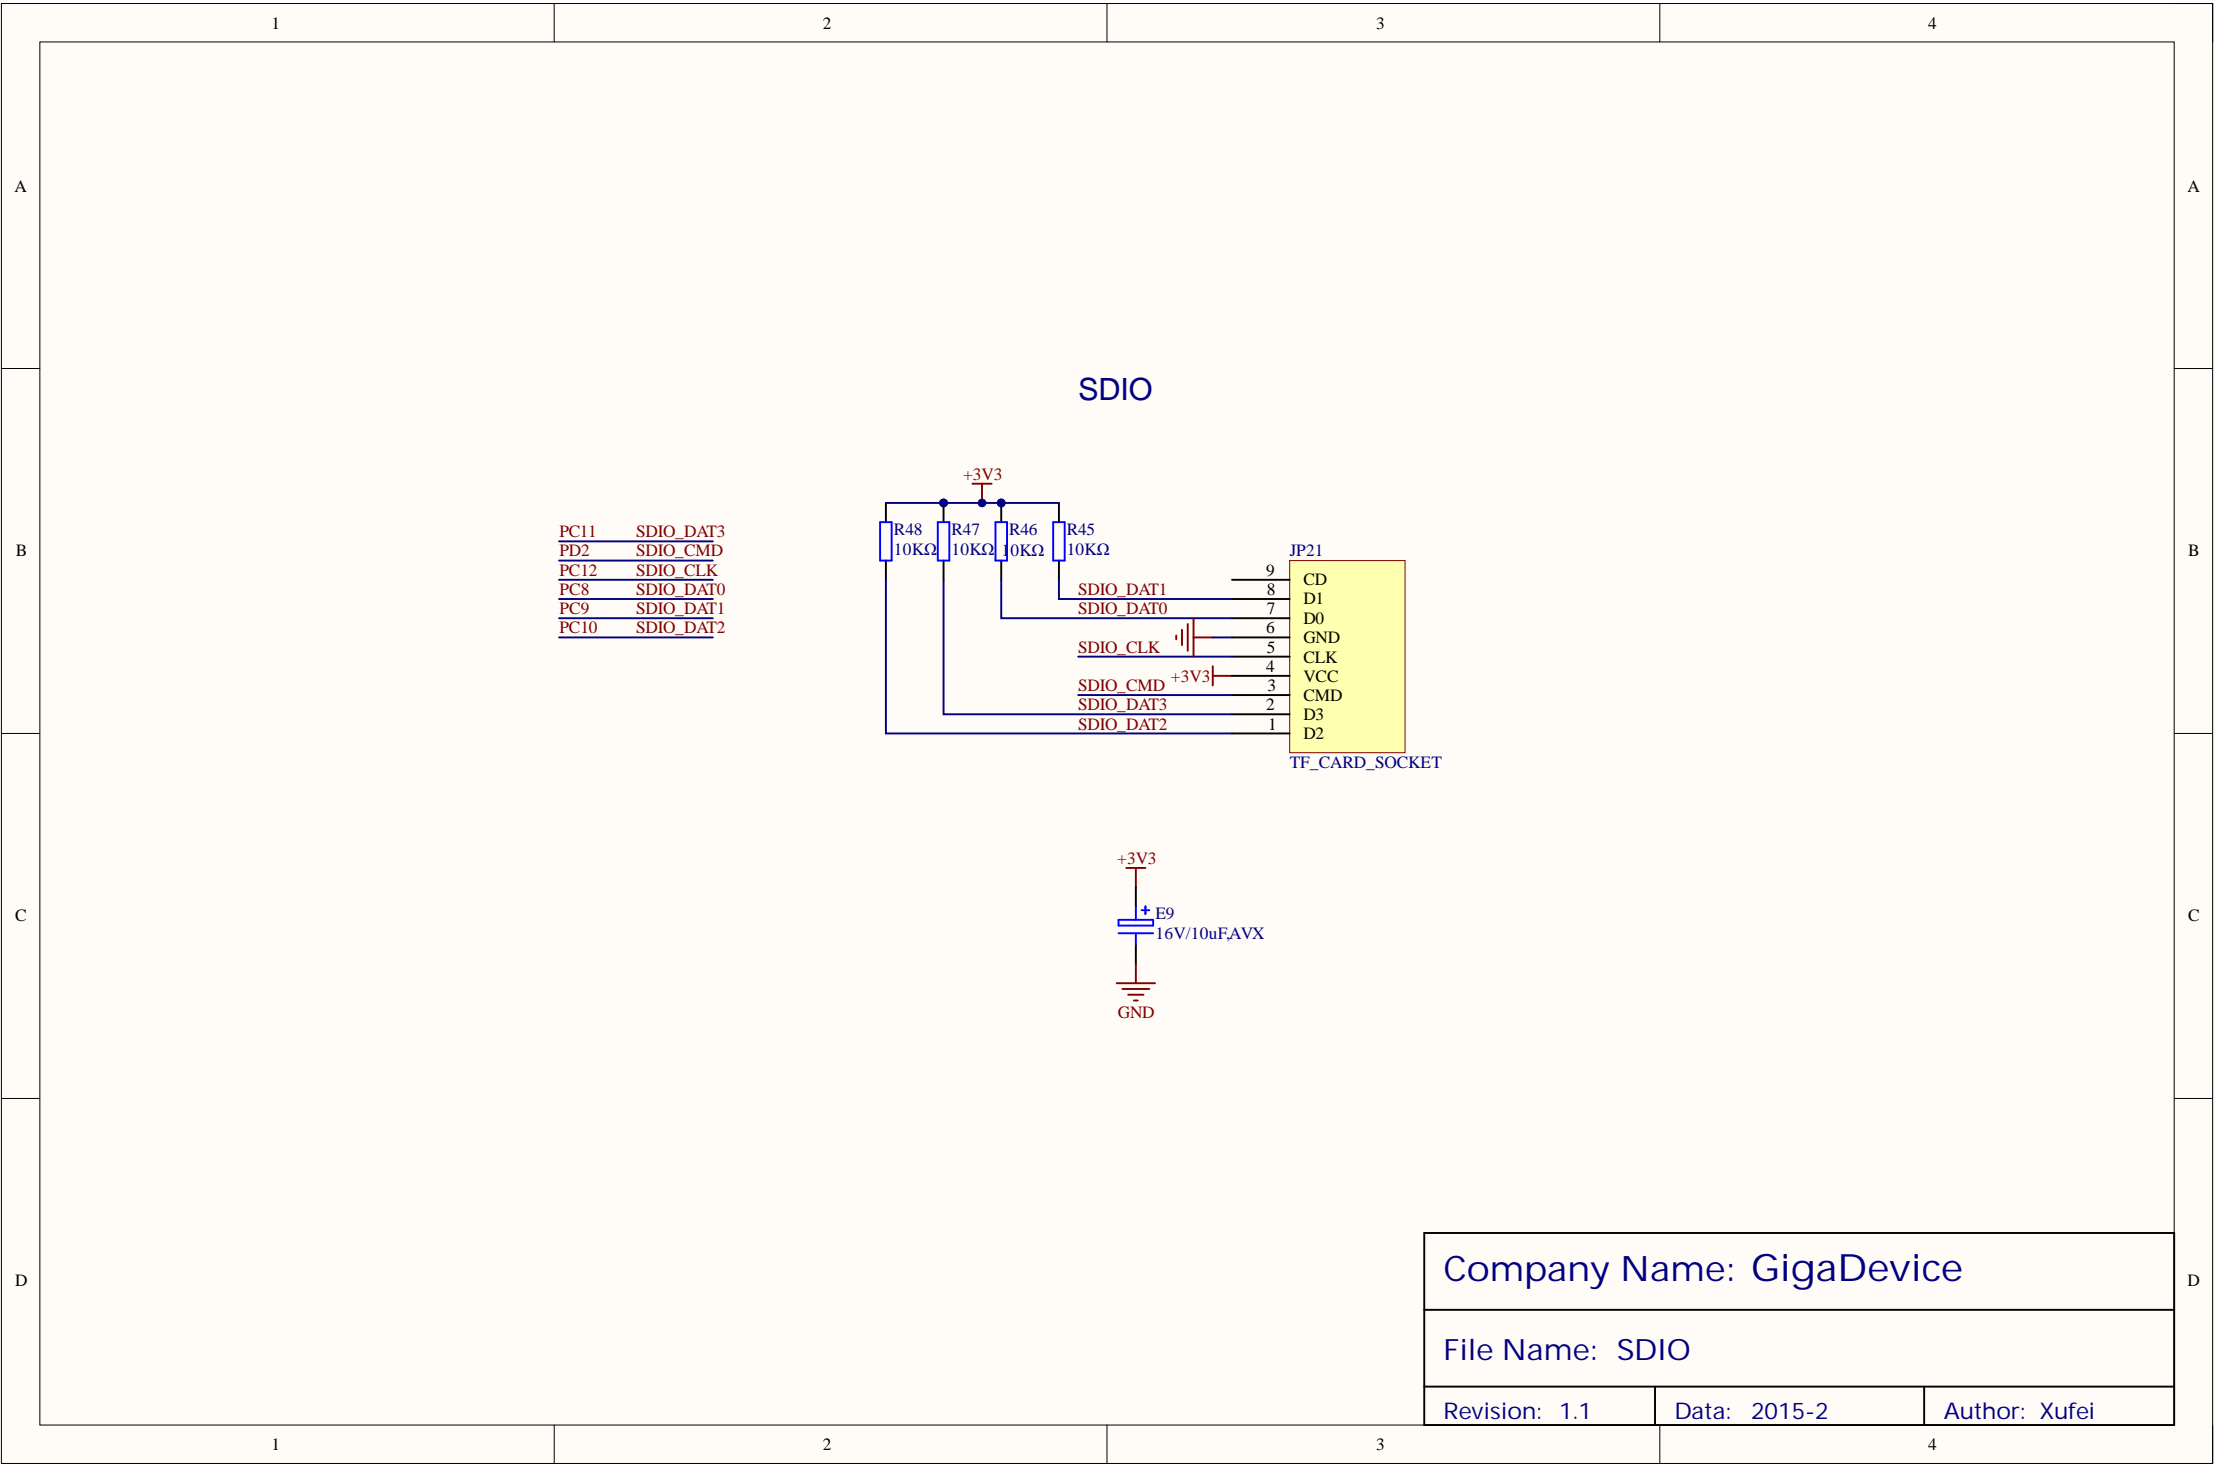 1 2 3 4
A A
SDIO
+3V3
PC11 SDIO_DAT3
PD2 SDIO_CMD
PC12 SDIO_CLK
PC8 SDIO_DAT0
PC9 SDIO_DAT1
PC10 SDIO_DAT2
R48 R47 R46 R45
10KΩ 10KΩ 10KΩ 10KΩ
B B
JP21
9 CD
SDIO_DAT1 8 D1
SDIO_DAT0 7 D0
6 GND
SDIO_CLK 5 CLK
+3V3 4 VCC
SDIO_CMD 3 CMD
SDIO_DAT3 2 D3
SDIO_DAT2 1 D2
TF_CARD_SOCKET
+3V3
+ E9
16V/10uF,AVX
GND
C C
D D
Company Name: GigaDevice
File Name: SDIO
Revision: 1.1 Data: 2015-2 Author: Xufei
1 2 3 4